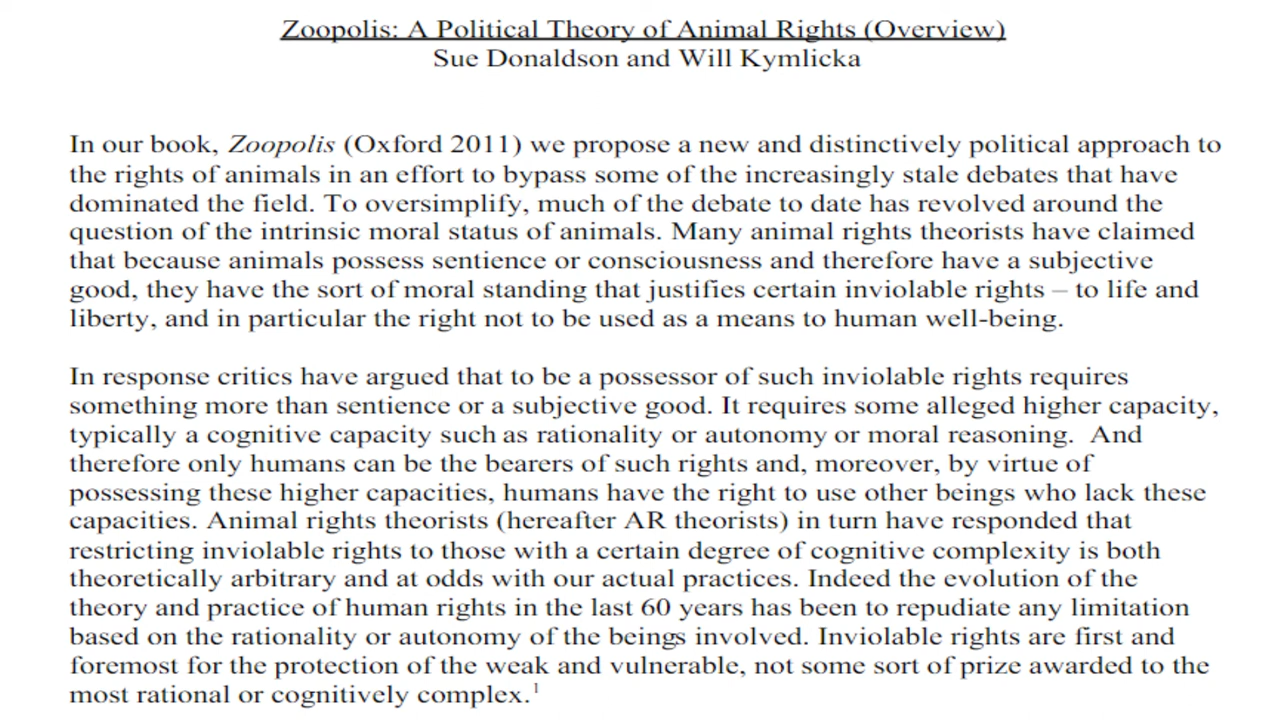 Zoopolis: A Political Theory of Animal Rights (Overview)
Sue Donaldson and Will Kymlicka
In our book, Zoopolis (Oxford 2011) we propose a new and distinctively political approach to
the rights of animals in an effort to bypass some of the increasingly stale debates that have
dominated the field. To oversimplify, much of the debate to date has revolved around the
question of the intrinsic moral status of animals. Many animal rights theorists have claimed
that because animals possess sentience or consciousness and therefore have a subjective
good, they have the sort of moral standing that justifies certain inviolable rights – to life and
liberty, and in particular the right not to be used as a means to human well-being.
In response critics have argued that to be a possessor of such inviolable rights requires
something more than sentience or a subjective good. It requires some alleged higher capacity,
typically a cognitive capacity such as rationality or autonomy or moral reasoning.  And
therefore only humans can be the bearers of such rights and, moreover, by virtue of
possessing these higher capacities, humans have the right to use other beings who lack these
capacities. Animal rights theorists (hereafter AR theorists) in turn have responded that
restricting inviolable rights to those with a certain degree of cognitive complexity is both
theoretically arbitrary and at odds with our actual practices. Indeed the evolution of the
theory and practice of human rights in the last 60 years has been to repudiate any limitation
based on the rationality or autonomy of the beings involved. Inviolable rights are first and
foremost for the protection of the weak and vulnerable, not some sort of prize awarded to the
most rational or cognitively complex.¹